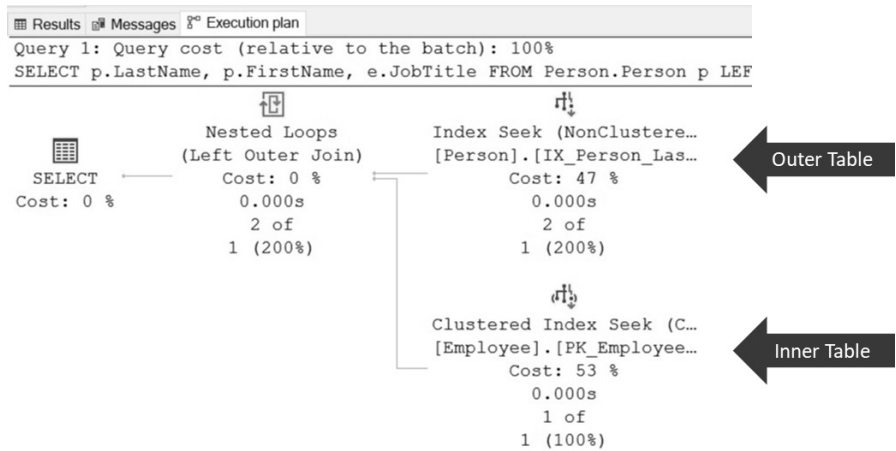 Results Messages Execution plan
Query 1: Query cost (relative to the batch): 100%
SELECT p.LastName, p.FirstName, e.JobTitle FROM Person.Person p LEF
SELECT
Cost: 0 %
Nested Loops
(Left Outer Join)
Cost: 0 %
0.000s
2 of
1 (200%)
Index Seek (NonClustere…
[Person].[IX_Person_Las…
Cost: 47 %
0.000s
2 of
1 (200%)
Outer Table
Clustered Index Seek (C…
[Employee].[PK_Employee…
Cost: 53 %
0.000s
1 of
1 (100%)
Inner Table